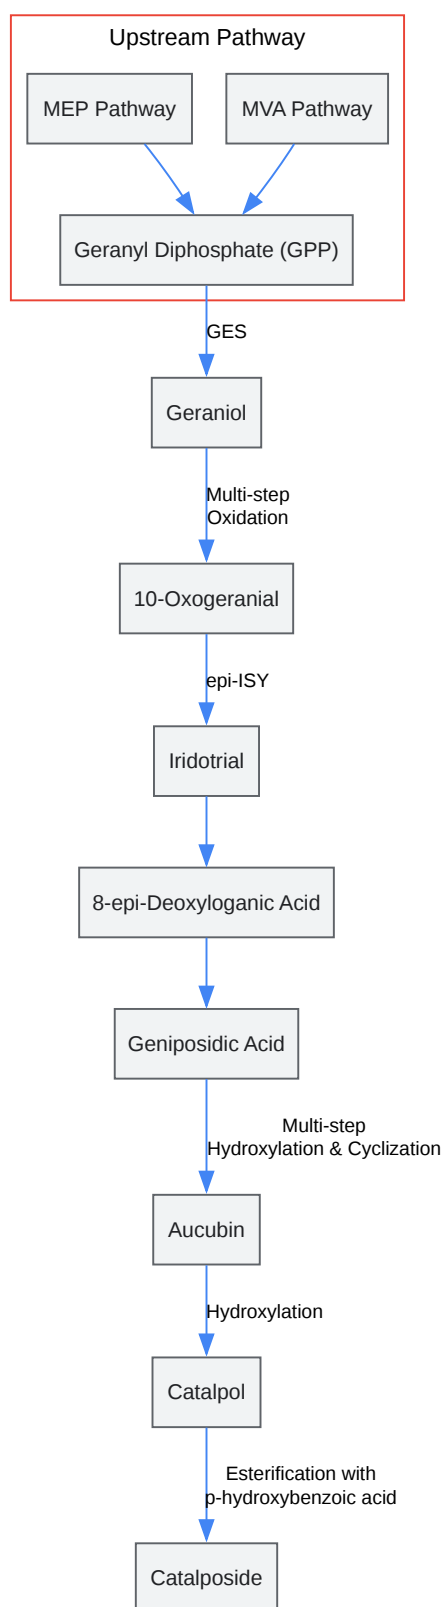 Upstream Pathway
MEP Pathway
MVA Pathway
Geranyl Diphosphate (GPP)
GES
Geraniol
Multi-step
Oxidation
10-Oxogeranial
epi-ISY
Iridotrial
8-epi-Deoxyloganic Acid
Geniposidic Acid
Multi-step
Hydroxylation & Cyclization
Aucubin
Hydroxylation
Catalpol
Esterification with
p-hydroxybenzoic acid
Catalposide